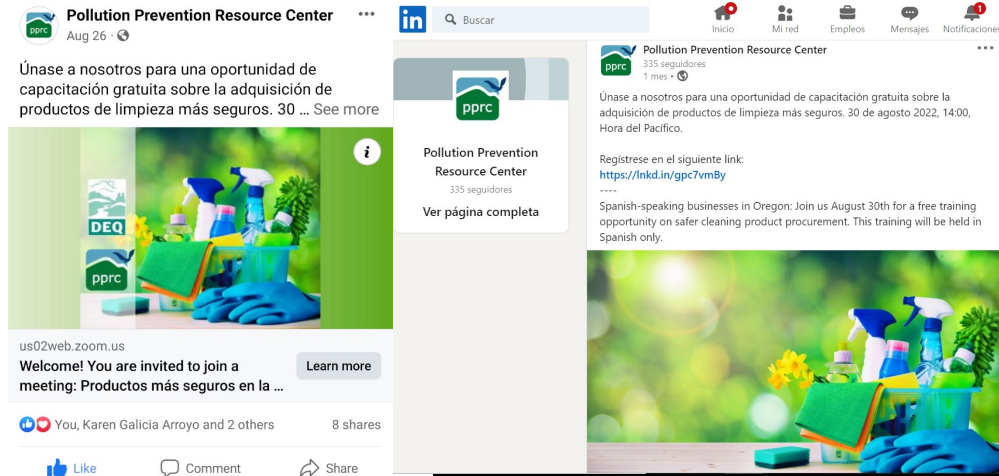 Pollution Prevention Resource Center
Aug 26 ·
Únase a nosotros para una oportunidad de
capacitación gratuita sobre la adquisición de
productos de limpieza más seguros. 30 ... See more
i
DEQ
pprc
us02web.zoom.us
Welcome! You are invited to join a
meeting: Productos más seguros en la ...
Learn more
You, Karen Galicia Arroyo and 2 others
8 shares
Like
Comment
Share
in
Buscar
Inicio
Mi red
Empleos
Mensajes
1
Notificaciones
pprc
Pollution Prevention
Resource Center
335 seguidores
Ver página completa
pprc
Pollution Prevention Resource Center
335 seguidores
1 mes •
Únase a nosotros para una oportunidad de capacitación gratuita sobre la
adquisición de productos de limpieza más seguros. 30 de agosto 2022, 14:00,
Hora del Pacífico.
Regístrese en el siguiente link:
https://lnkd.in/gpc7vmBy
----
Spanish-speaking businesses in Oregon: Join us August 30th for a free training
opportunity on safer cleaning product procurement. This training will be held in
Spanish only.